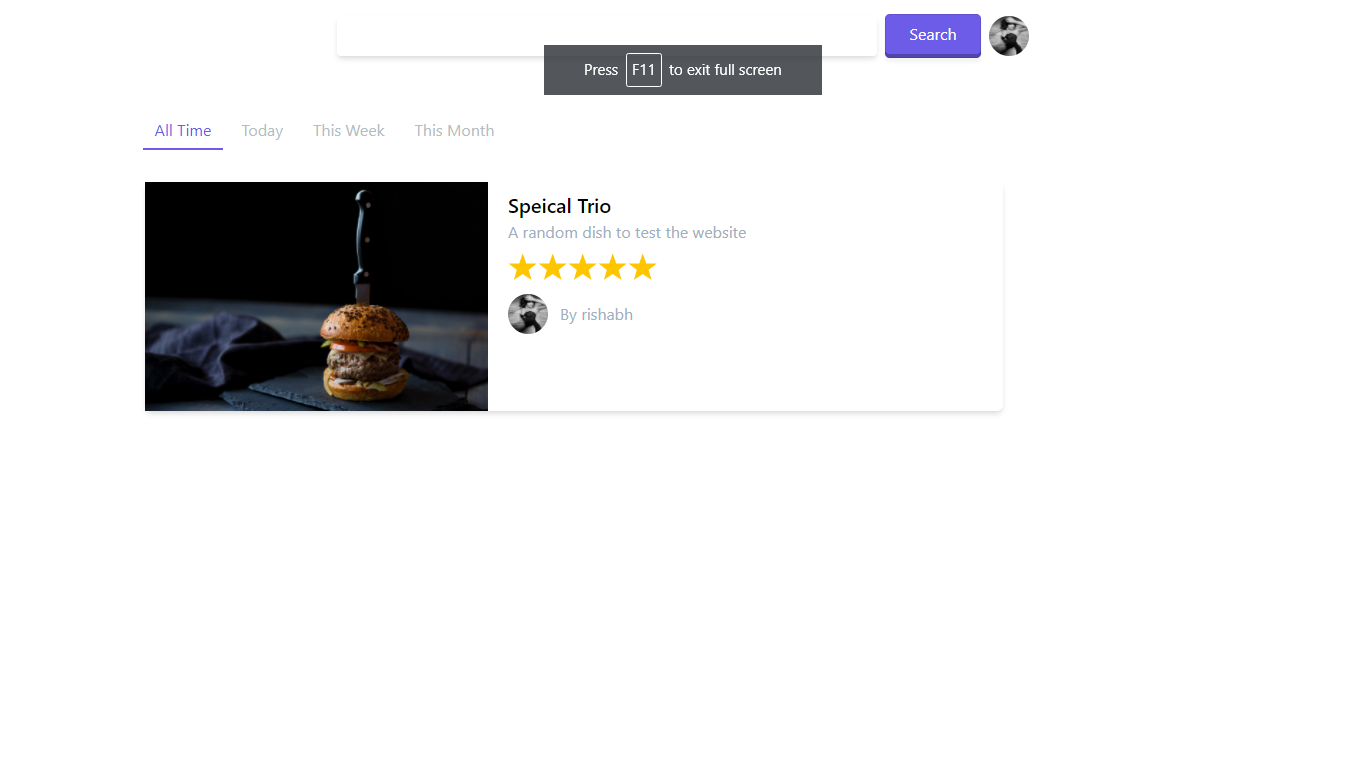 Search
Press F11 to exit full screen
All Time Today This Week This Month
Speical Trio
A random dish to test the website
By rishabh